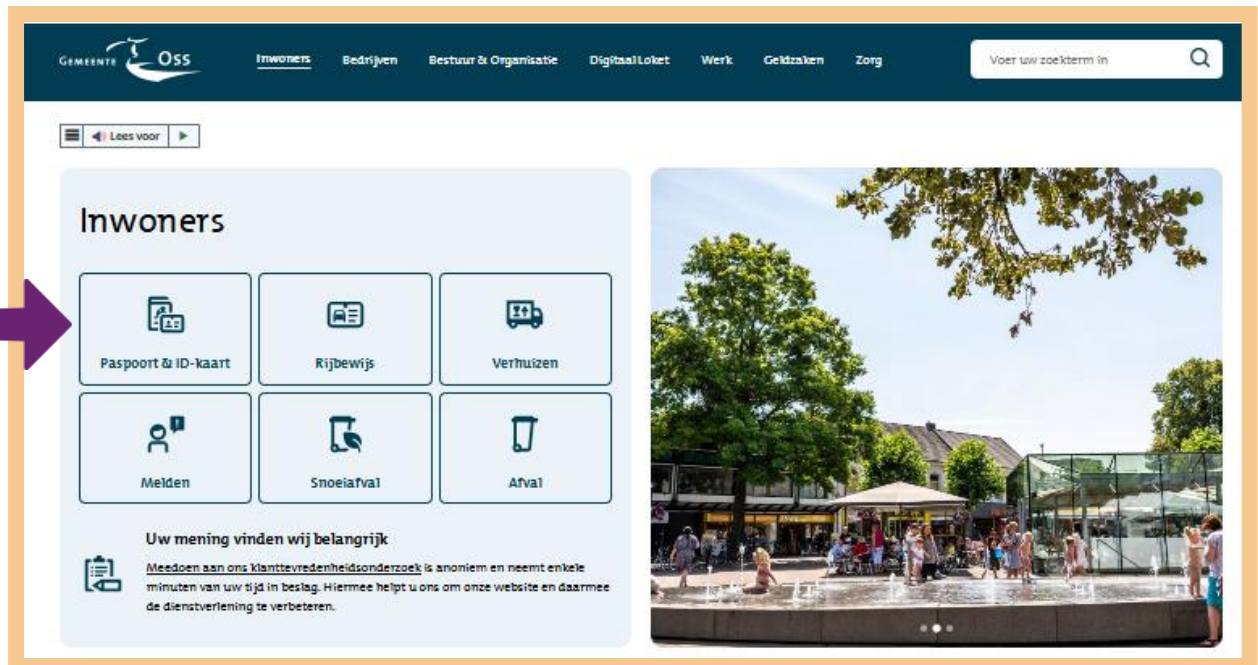 GEMEENTE Oss
Inwoners Bedrijven Bestuur & Organisatie Digitaal Loket Werk Geldzaken Zorg
Voer uw zoekterm in
Lees voor
Inwoners
Paspoort & ID-kaart Rijbewijs Verhuizen
Melden Snoeiafval Afval
Uw mening vinden wij belangrijk
Meedoen aan ons klanttevredenheidsonderzoek is anoniem en neemt enkele
minuten van uw tijd in beslag. Hiermee helpt u ons om onze website en daarmee
de dienstverlening te verbeteren.